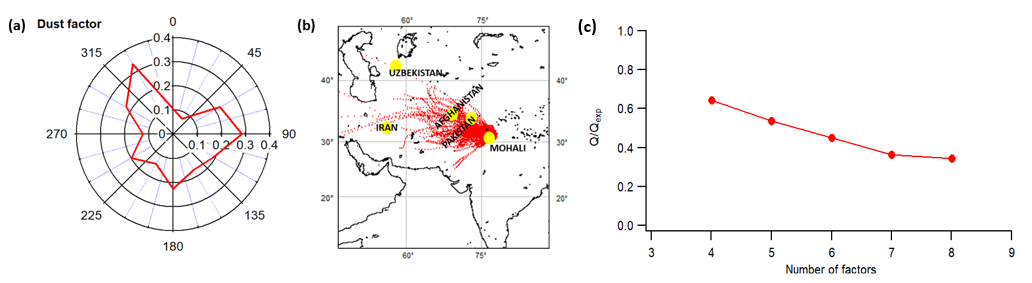 (a) Dust factor
0
45
90
135
180
225
270
315
0.4
0.3
0.2
0.1
0
0.1 0.2 0.3 0.4
(b)
60° 75°
40° 40°
30° 30°
20° 20°
60° 75°
UZBEKISTAN
AFGHANISTAN
PAKISTAN
IRAN
MOHALI
(c)
Q/Qexp
1.0
0.8
0.6
0.4
0.2
0.0
3 4 5 6 7 8 9
Number of factors